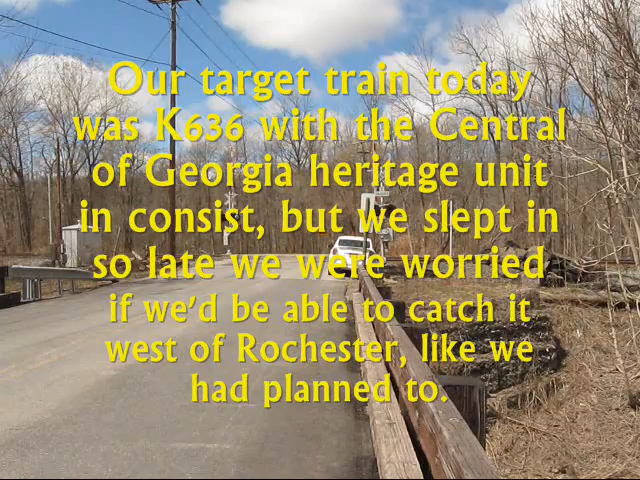 Our target train today
was K636 with the Central
of Georgia heritage unit
in consist, but we slept in
so late we were worried
if we'd be able to catch it
west of Rochester, like we
had planned to.